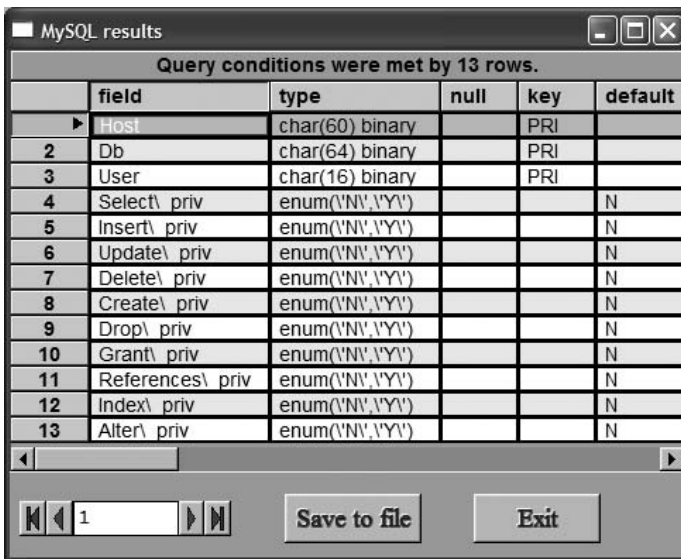 MySQL results
Query conditions were met by 13 rows.
field type null key default
Host char(60) binary PRI
2 Db char(64) binary PRI
3 User char(16) binary PRI
4 Select\ priv enum(\'N\',\'Y\') N
5 Insert\ priv enum(\'N\',\'Y\') N
6 Update\ priv enum(\'N\',\'Y\') N
7 Delete\ priv enum(\'N\',\'Y\') N
8 Create\ priv enum(\'N\',\'Y\') N
9 Drop\ priv enum(\'N\',\'Y\') N
10 Grant\ priv enum(\'N\',\'Y\') N
11 References\ priv enum(\'N\',\'Y\') N
12 Index\ priv enum(\'N\',\'Y\') N
13 Alter\ priv enum(\'N\',\'Y\') N
1 Save to file Exit